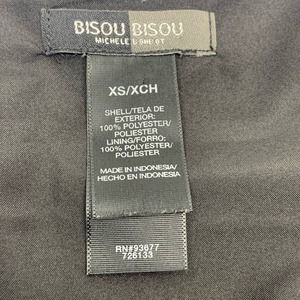 BISOU BISOU
MICHELE BOHBOT
XS/XCH
SHELL/TELA DE
EXTERIOR:
100% POLYESTER/
POLIESTER
LINING/FORRO:
100% POLYESTER/
POLIESTER
MADE IN INDONESIA/
HECHO EN INDONESIA
RN#93677
726133